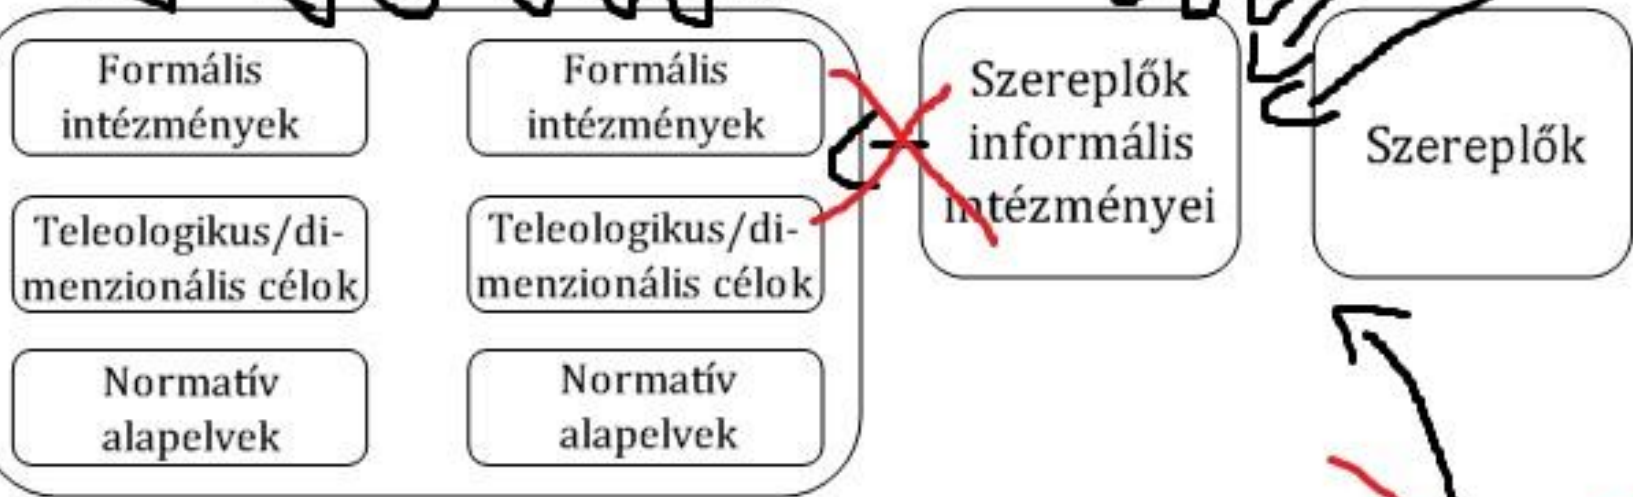 Formális
intézmények
Teleologikus/di-
menzionális célok
Normatív
alapelvek
Formális
intézmények
Teleologikus/di-
menzionális célok
Normatív
alapelvek
Szereplők
informális
intézményei
Szereplők